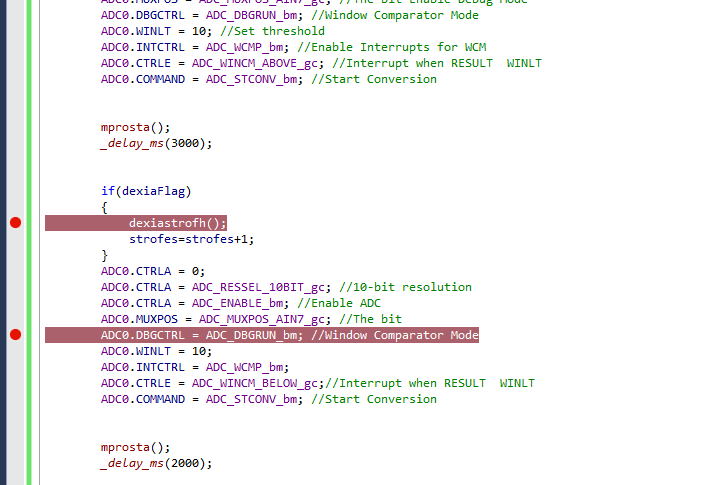 ADC0.MUXPOS = ADC_MUXPOS_AIN7_gc; //The bit Enable Debug Mode
ADC0.DBGCTRL = ADC_DBGRUN_bm; //Window Comparator Mode
ADC0.WINLT = 10; //Set threshold
ADC0.INTCTRL = ADC_WCMP_bm; //Enable Interrupts for WCM
ADC0.CTRLE = ADC_WINCM_ABOVE_gc; //Interrupt when RESULT  WINLT
ADC0.COMMAND = ADC_STCONV_bm; //Start Conversion
mprosta();
_delay_ms(3000);
if(dexiaFlag)
{
dexiastrofh();
strofes=strofes+1;
}
ADC0.CTRLA = 0;
ADC0.CTRLA = ADC_RESSEL_10BIT_gc; //10-bit resolution
ADC0.CTRLA = ADC_ENABLE_bm; //Enable ADC
ADC0.MUXPOS = ADC_MUXPOS_AIN7_gc; //The bit
ADC0.DBGCTRL = ADC_DBGRUN_bm; //Window Comparator Mode
ADC0.WINLT = 10;
ADC0.INTCTRL = ADC_WCMP_bm;
ADC0.CTRLE = ADC_WINCM_BELOW_gc;//Interrupt when RESULT  WINLT
ADC0.COMMAND = ADC_STCONV_bm; //Start Conversion
mprosta();
_delay_ms(2000);